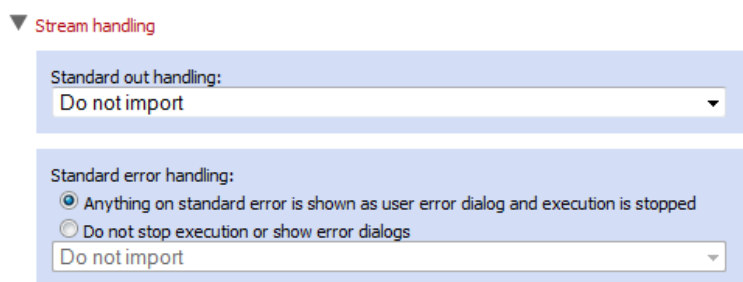 Stream handling
Standard out handling:
Do not import
Standard error handling:
Anything on standard error is shown as user error dialog and execution is stopped
Do not stop execution or show error dialogs
Do not import